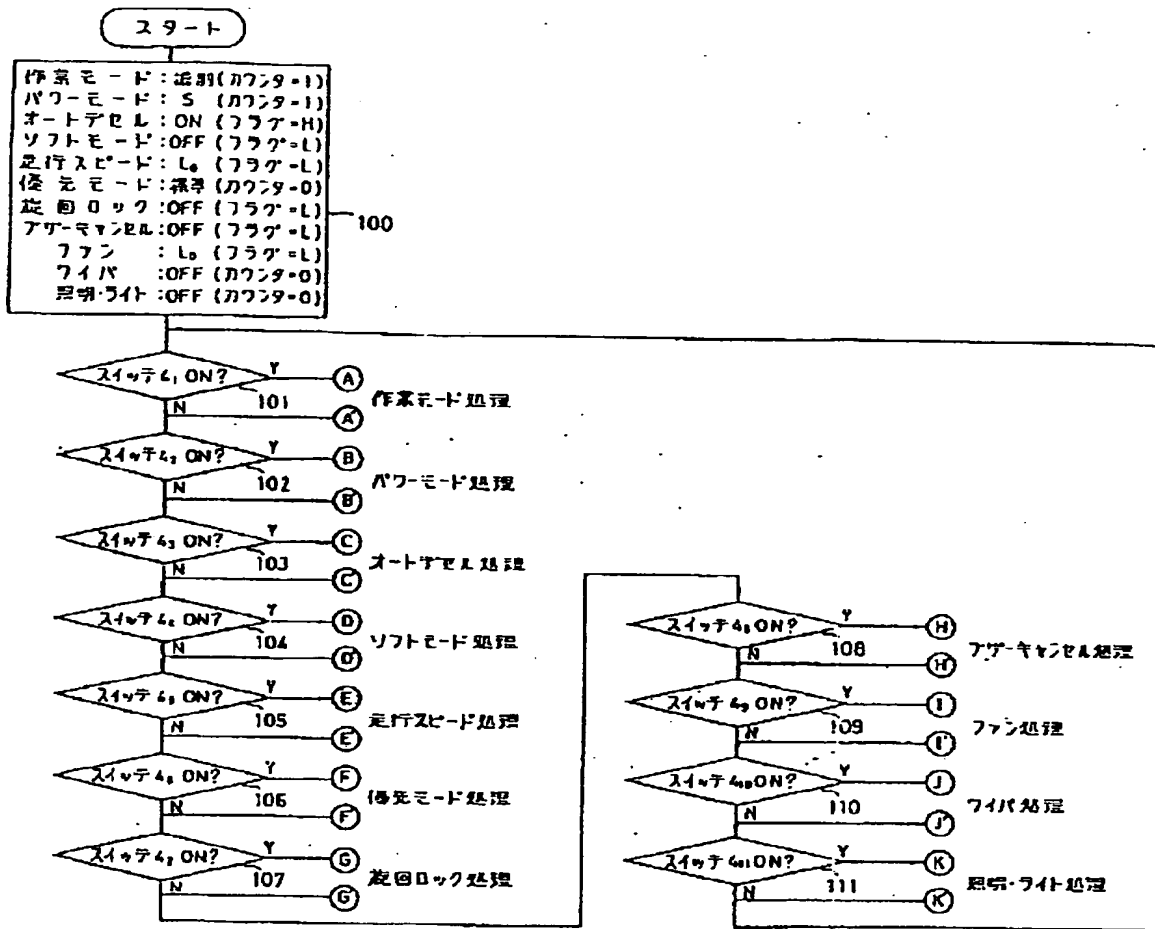 スタート
作業モード:掘削(カウンタ=1)
パワーモード:S (カウンタ=1)
オートデセル:ON (フラグ=H)
ソフトモード:OFF (フラグ=L)
走行スピード:Lo (フラグ=L)
優先モード:標準(カウンタ=0)
旋回ロック:OFF (フラグ=L)
ブザーキャンセル:OFF (フラグ=L)
ファン :Lo (フラグ=L)
ワイパ :OFF (カウンタ=0)
照明・ライト:OFF (カウンタ=0)
100
スイッチ4₁ ON?
Y
A
101
作業モード処理
N
A'
スイッチ4₂ ON?
Y
B
102
パワーモード処理
N
B'
スイッチ4₃ ON?
Y
C
103
オートデセル処理
N
C'
スイッチ4₄ ON?
Y
D
104
ソフトモード処理
N
D'
スイッチ4₅ ON?
Y
E
105
走行スピード処理
N
E'
スイッチ4₆ ON?
Y
F
106
優先モード処理
N
F'
スイッチ4₇ ON?
Y
G
107
旋回ロック処理
N
G'
スイッチ4₈ ON?
Y
H
108
ブザーキャンセル処理
N
H'
スイッチ4₉ ON?
Y
I
109
ファン処理
N
I'
スイッチ4₁₀ ON?
Y
J
110
ワイパ処理
N
J'
スイッチ4₁₁ ON?
Y
K
111
照明・ライト処理
N
K'